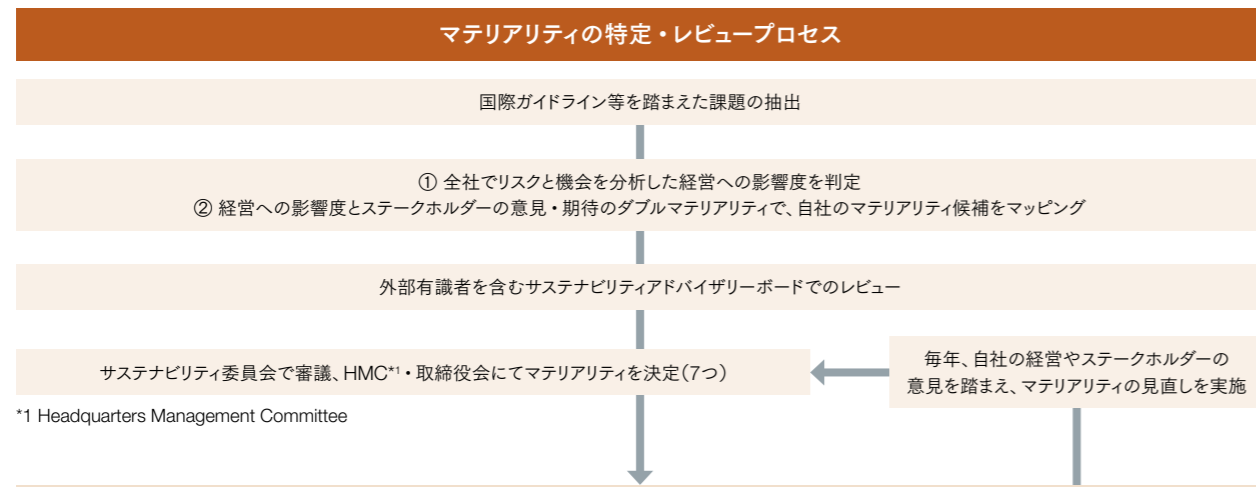 マテリアリティの特定・レビュープロセス
国際ガイドライン等を踏まえた課題の抽出
① 全社でリスクと機会を分析した経営への影響度を判定
② 経営への影響度とステークホルダーの意見・期待のダブルマテリアリティで、自社のマテリアリティ候補をマッピング
外部有識者を含むサステナビリティアドバイザリーボードでのレビュー
サステナビリティ委員会で審議、HMC*1・取締役会にてマテリアリティを決定(7つ)
毎年、自社の経営やステークホルダーの
意見を踏まえ、マテリアリティの見直しを実施
*1 Headquarters Management Committee